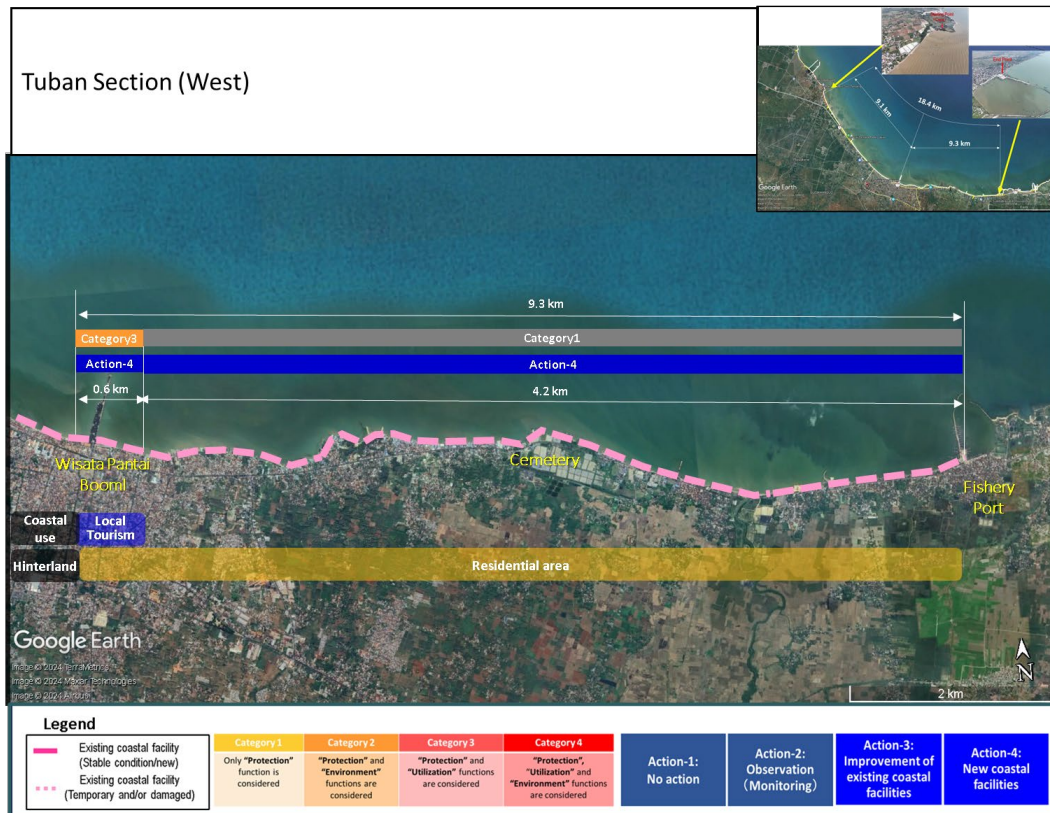 Tuban Section (West)
9.1 km
18.4 km
9.3 km
Google Earth
End Point
9.3 km
Category3
Category1
Action-4
Action-4
0.6 km
4.2 km
Wisata Pantai
Booml
Cemetery
Fishery
Port
Coastal
use
Local
Tourism
Hinterland
Residential area
Google Earth
Image © 2024 TerraMetrics
Image © 2024 Maxar Technologies
Image © 2024 Airbus
N
2 km
Legend
Existing coastal facility
(Stable condition/new)
Existing coastal facility
(Temporary and/or damaged)
Category 1
Only "Protection"
function is
considered
Category 2
"Protection" and
"Environment"
functions are
considered
Category 3
"Protection" and
"Utilization" functions
are considered
Category 4
"Protection",
"Utilization" and
"Environment" functions
are considered
Action-1:
No action
Action-2:
Observation
(Monitoring)
Action-3:
Improvement of
existing coastal
facilities
Action-4:
New coastal
facilities